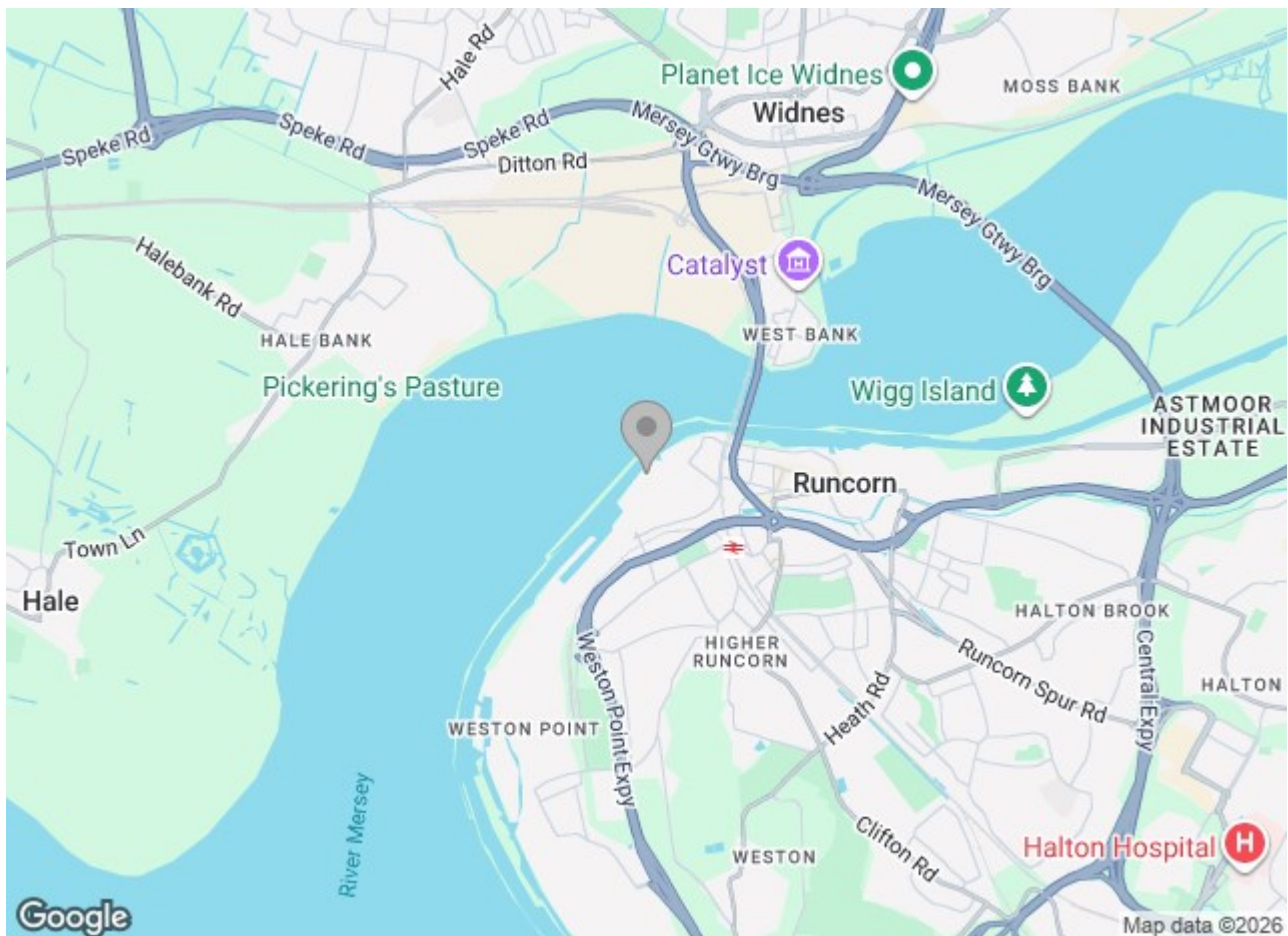 Hale Rd
Planet Ice Widnes
Widnes
MOSS BANK
Speke Rd
Speke Rd
Speke Rd
Mersey Gtwy Brg
Ditton Rd
Mersey Gtwy Brg
Halebank Rd
Catalyst
HALE BANK
WEST BANK
Pickering's Pasture
Wigg Island
ASTMOOR
INDUSTRIAL
ESTATE
Runcorn
Town Ln
Hale
HALTON BROOK
HIGHER
RUNCORN
Runcorn Spur Rd
Central Expy
HALTON
Heath Rd
Weston Point Expy
WESTON POINT
River Mersey
Clifton Rd
WESTON
Halton Hospital
H
Google
Map data ©2026